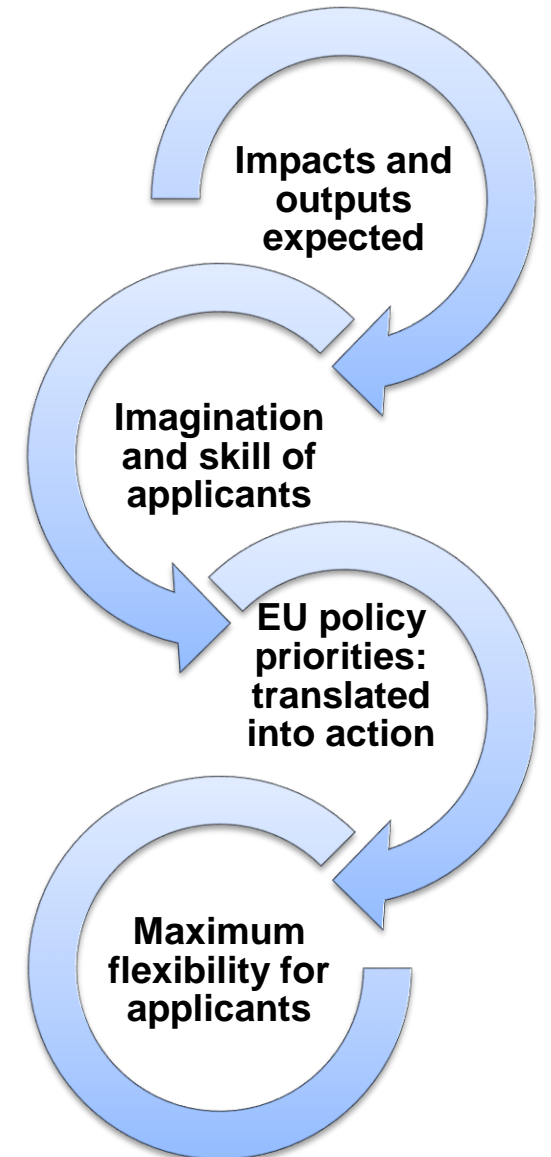 Impacts and
outputs
expected
Imagination
and skill of
applicants
EU policy
priorities:
translated
into action
Maximum
flexibility for
applicants